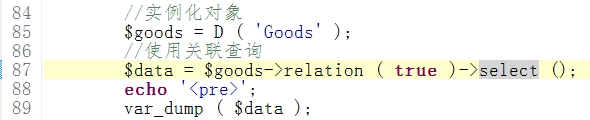 84 //实例化对象
85 $goods = D ( 'Goods' );
86 //使用关联查询
87 $data = $goods->relation ( true )->select ();
88 echo '<pre>';
89 var_dump ( $data );